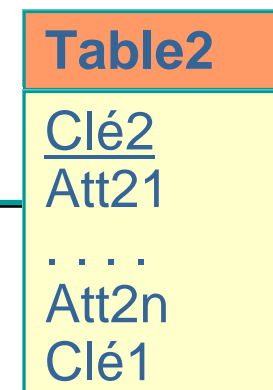 Table2
Clé2
Att21
. . . .
Att2n
Clé1